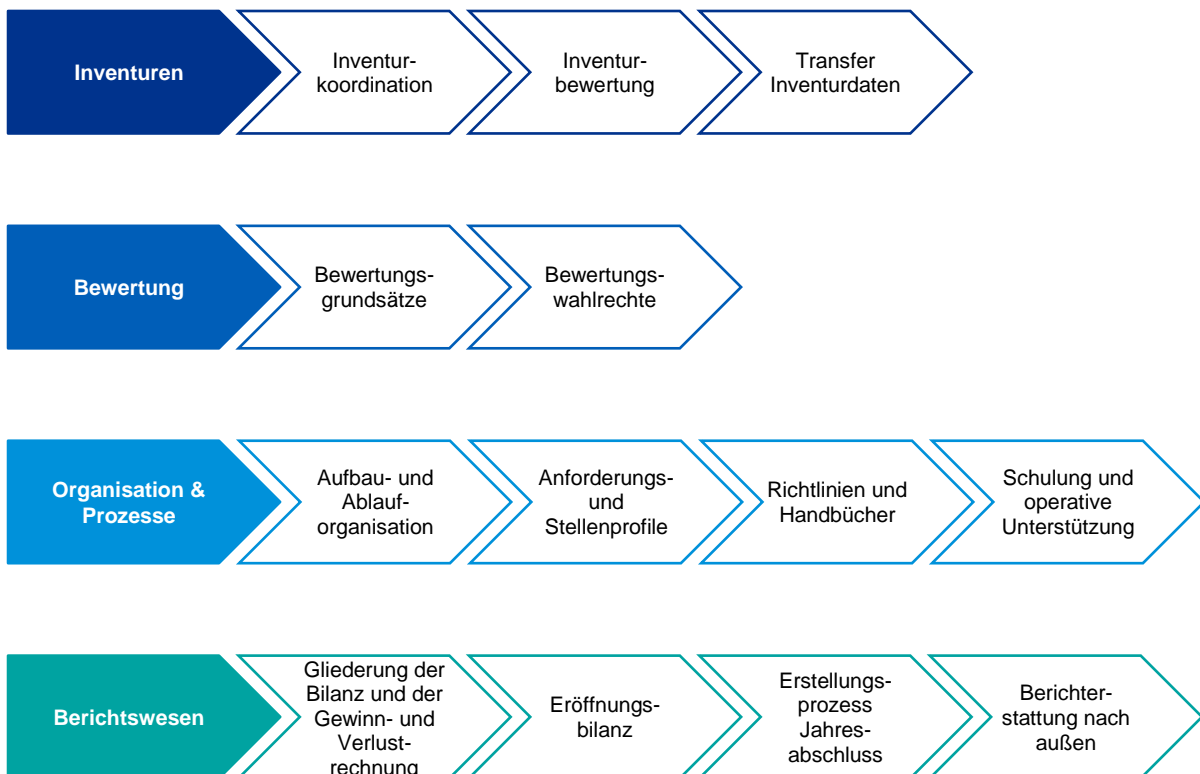 Inventuren
Inventur-
koordination
Inventur-
bewertung
Transfer
Inventurdaten
Bewertung
Bewertungs-
grundsätze
Bewertungs-
wahlrechte
Organisation &
Prozesse
Aufbau- und
Ablauf-
organisation
Anforderungs-
und
Stellenprofile
Richtlinien und
Handbücher
Schulung und
operative
Unterstützung
Berichtswesen
Gliederung der
Bilanz und der
Gewinn- und
Verlust-
rechnung
Eröffnungs-
bilanz
Erstellungs-
prozess
Jahres-
abschluss
Berichter-
stattung nach
außen